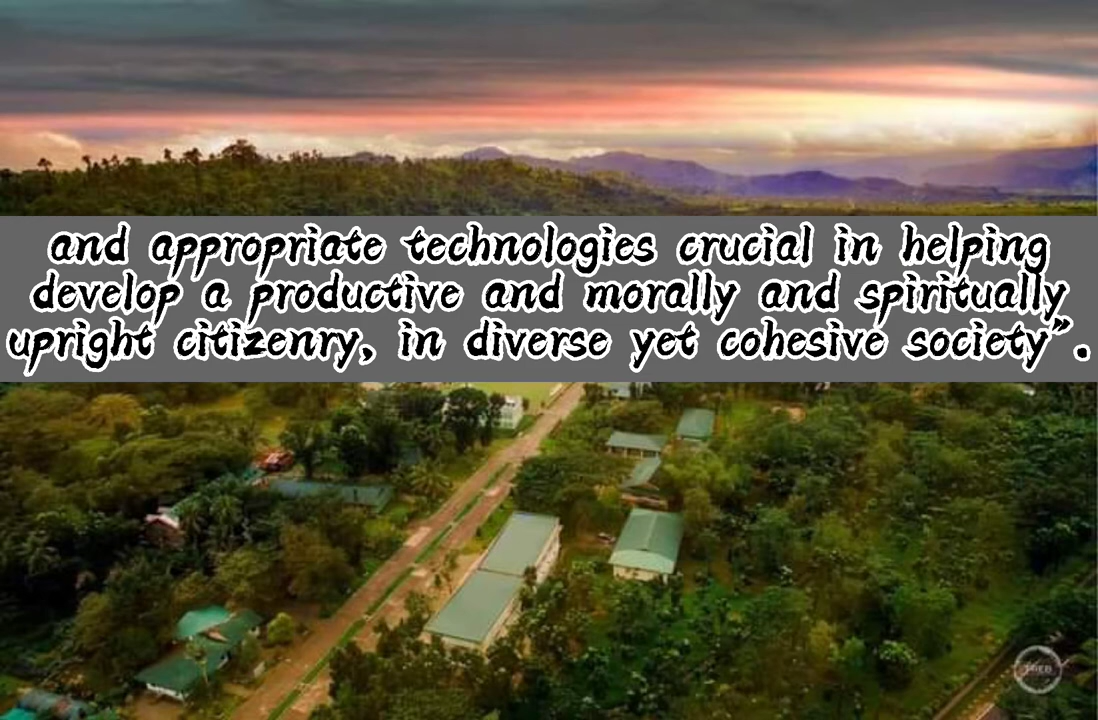 and appropriate technologies crucial in helping
develop a productive and morally and spiritually
upright citizenry, in diverse yet cohesive society”.